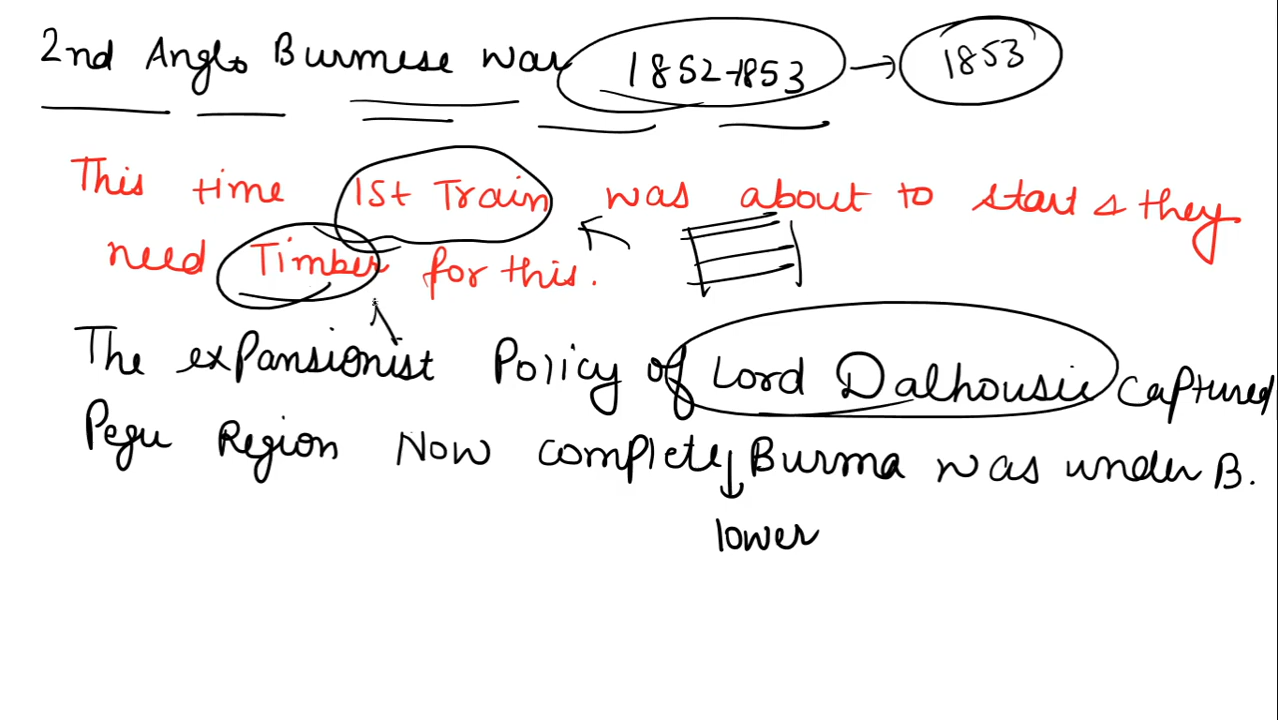 2nd Anglo Burmese war 1852-1853 → 1853
This time 1st Train was about to start & they
need Timber for this.
The expansionist Policy of Lord Dalhousie captured
Pegu Region Now complete Burma was under B.
lower